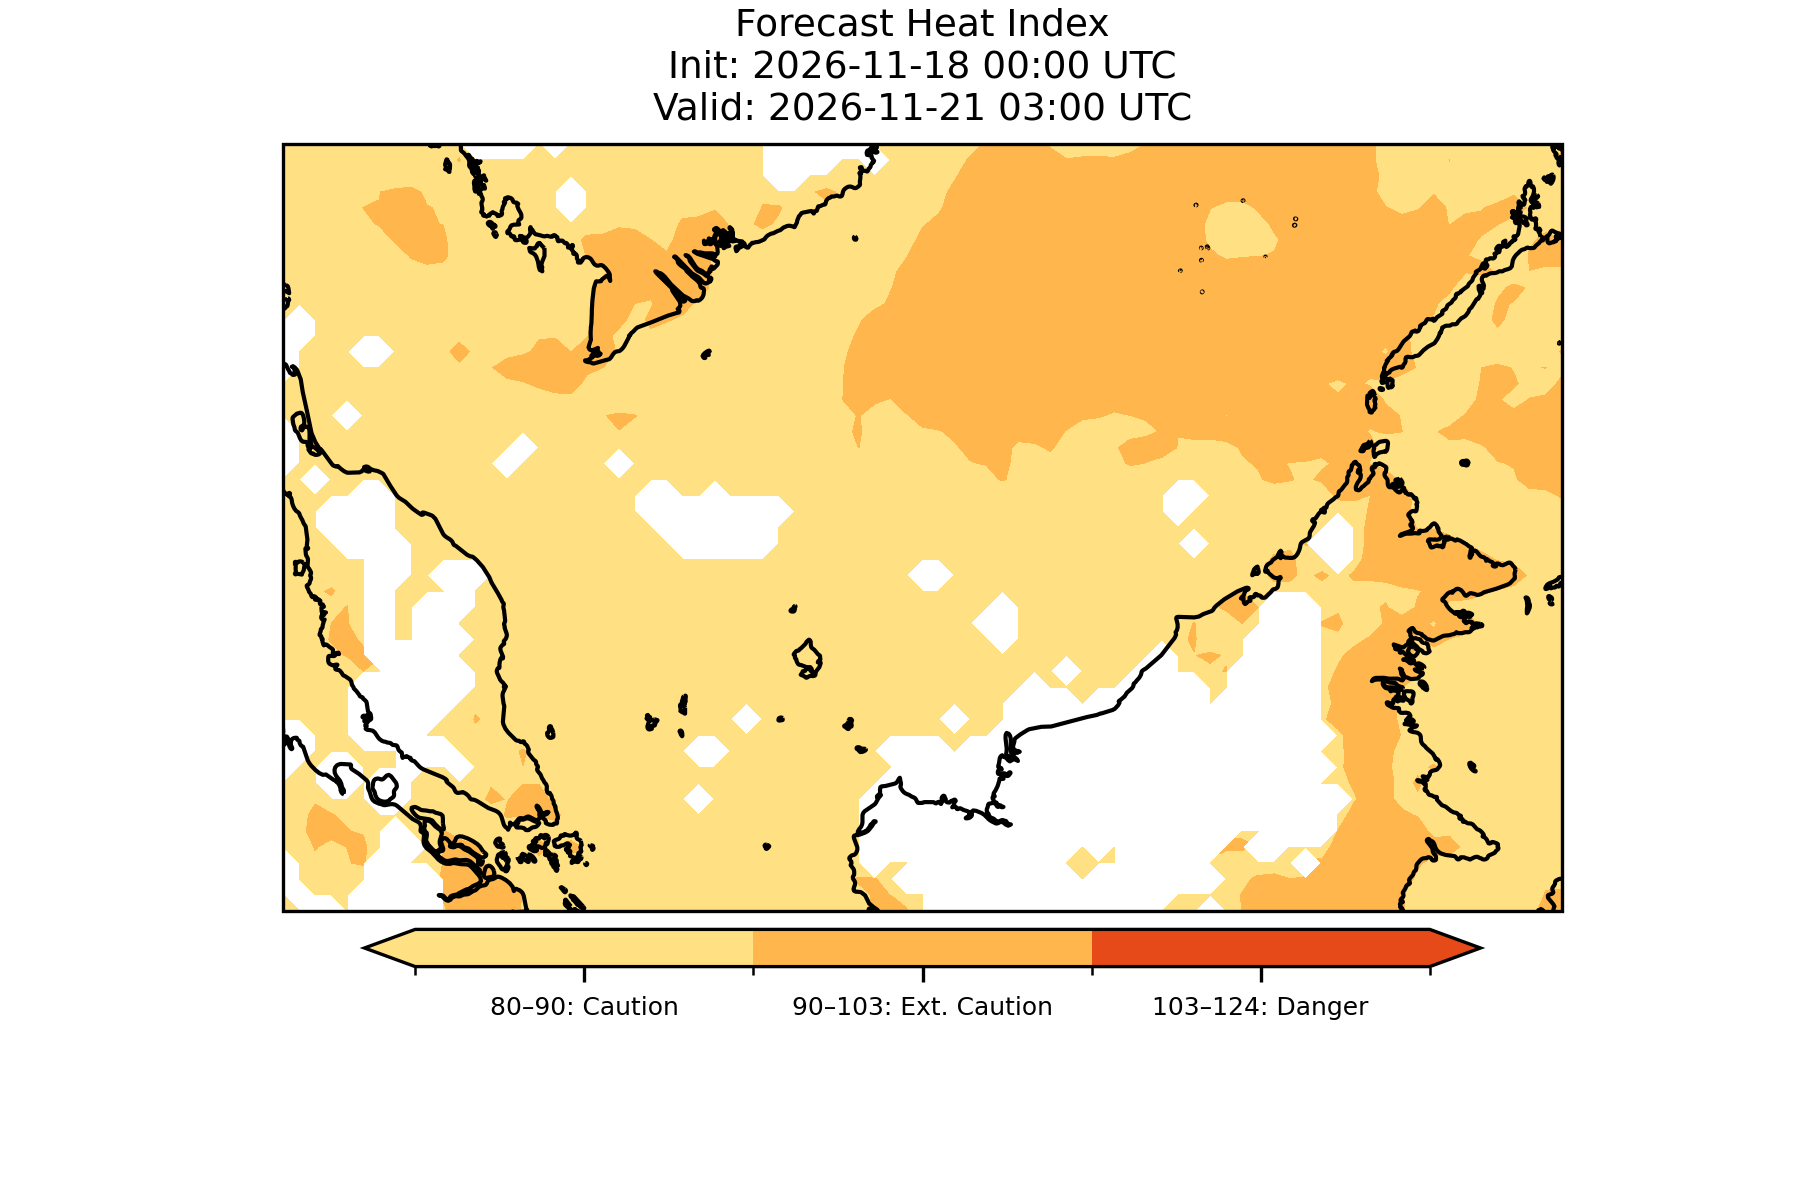 Forecast Heat Index
Init: 2026-11-18 00:00 UTC
Valid: 2026-11-21 03:00 UTC
80–90: Caution
90–103: Ext. Caution
103–124: Danger